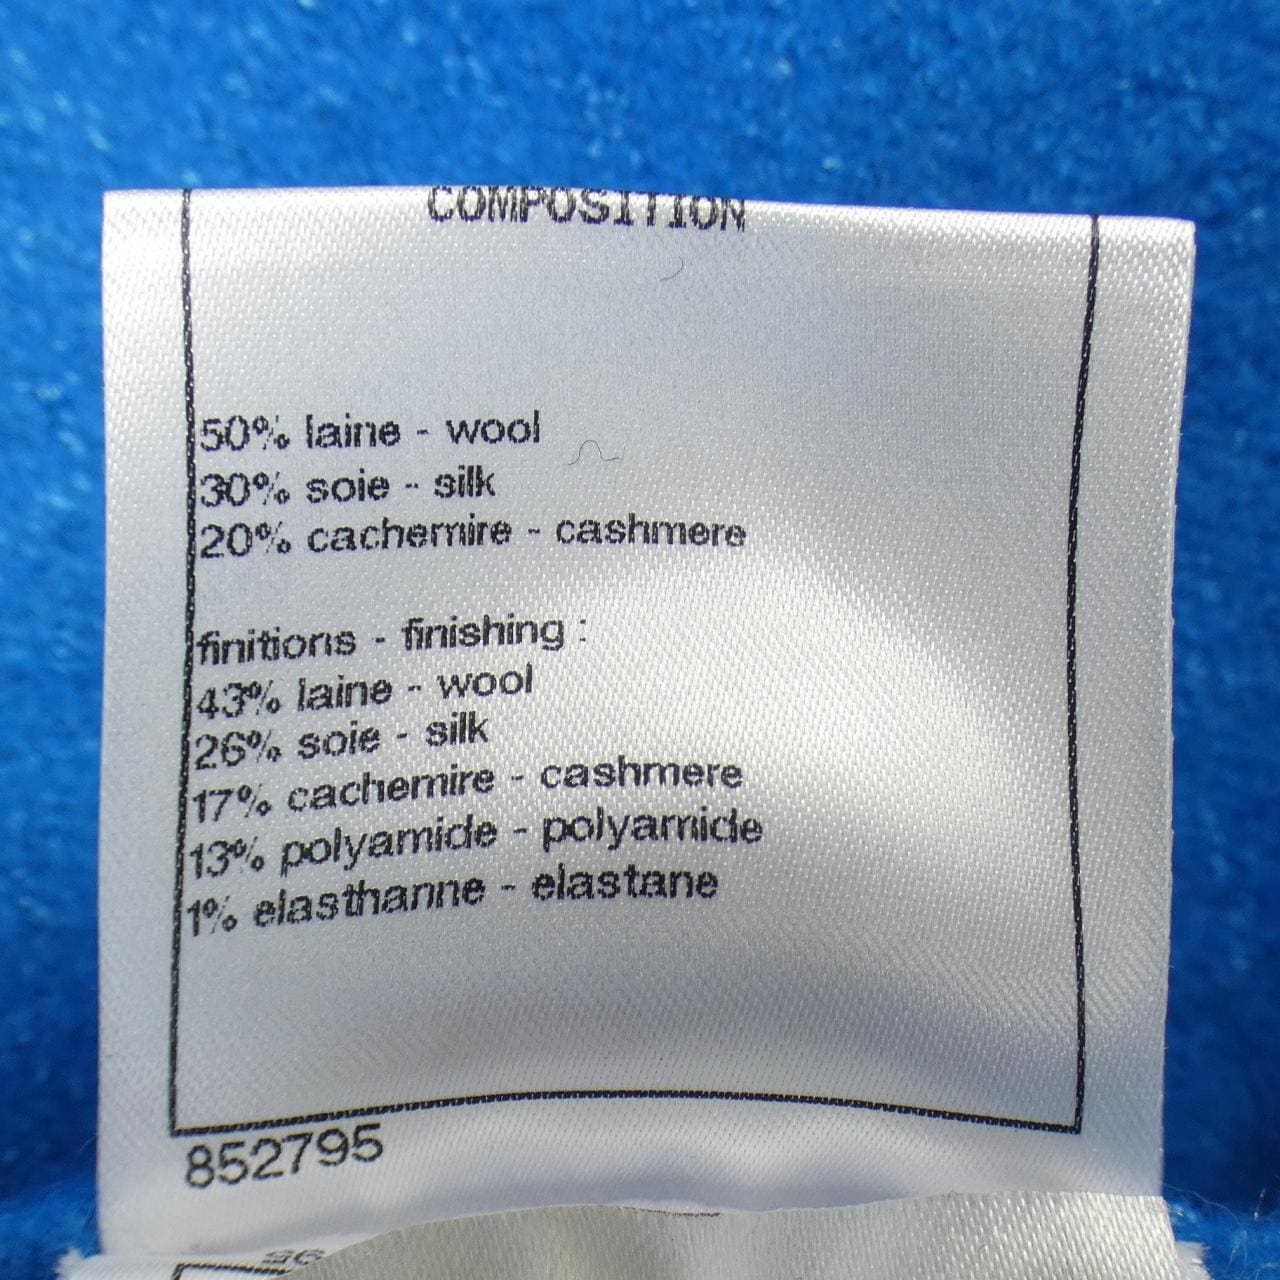 COMPOSITION
50% laine - wool
30% soie - silk
20% cachemire - cashmere
finitions - finishing :
43% laine - wool
26% soie - silk
17% cachemire - cashmere
13% polyamide - polyamide
1% elasthanne - elastane
852795